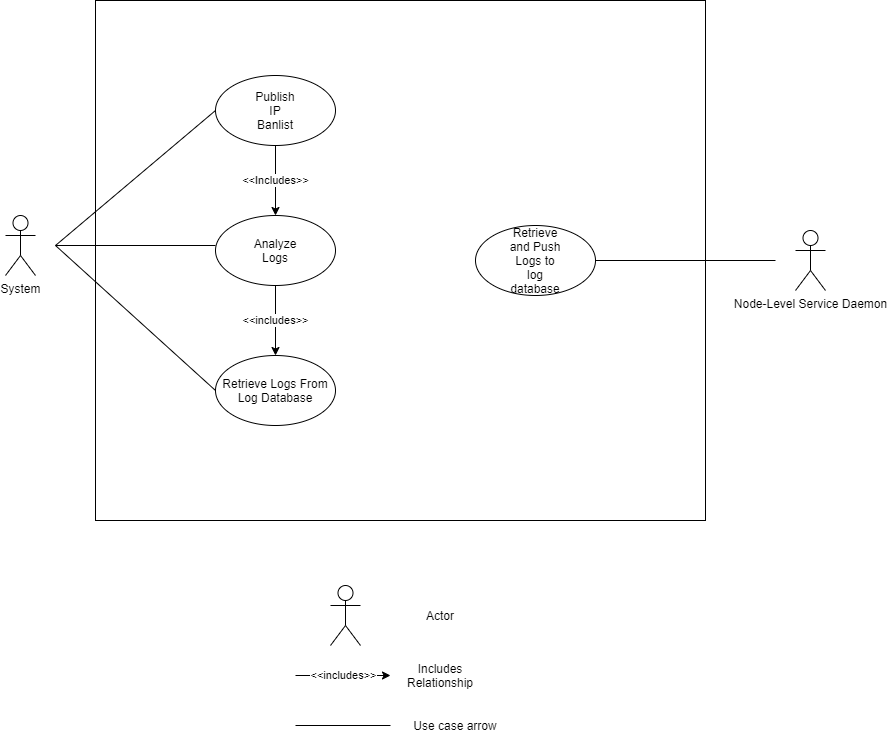 Publish
IP
Banlist
<<Includes>>
Analyze
Logs
<<includes>>
Retrieve Logs From
Log Database
System
Retrieve
and Push
Logs to
log
database
Node-Level Service Daemon
Actor
<<includes>>
Includes
Relationship
Use case arrow